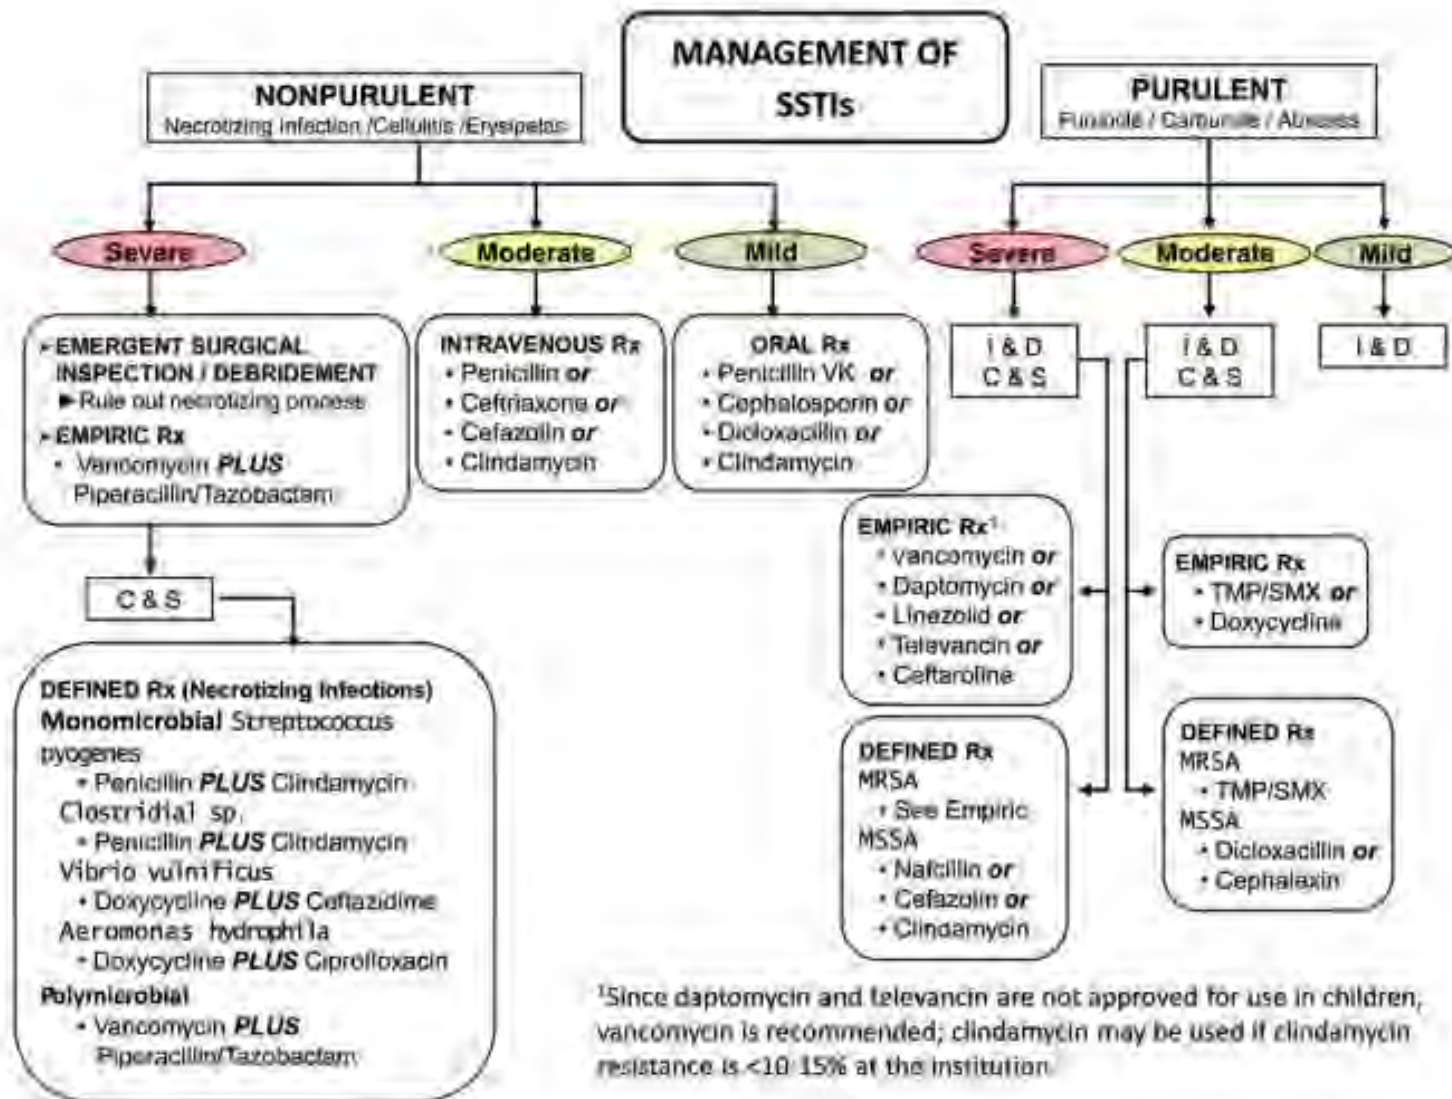 MANAGEMENT OF
SSTIs
NONPURULENT
Necrotizing Infection /Cellulitis /Erysipelas
Severe
Moderate
Mild
➢EMERGENT SURGICAL
INSPECTION / DEBRIDEMENT
►Rule out necrotizing process
➢EMPIRIC Rx
• Vancomycin PLUS
Piperacillin/Tazobactam
INTRAVENOUS Rx
• Penicillin or
• Ceftriaxone or
• Cefazolin or
• Clindamycin
ORAL Rx
• Penicillin VK or
• Cephalosporin or
• Dicloxacillin or
• Clindamycin
C & S
DEFINED Rx (Necrotizing Infections)
Monomicrobial Streptococcus
pyogenes
• Penicillin PLUS Clindamycin
Clostridial sp.
• Penicillin PLUS Clindamycin
Vibrio vulnificus
• Doxycycline PLUS Ceftazidime
Aeromonas hydrophila
• Doxycycline PLUS Ciprofloxacin
Polymicrobial
• Vancomycin PLUS
Piperacillin/Tazobactam
PURULENT
Furuncle / Carbuncle / Abscess
Severe
Moderate
Mild
I & D
C & S
I & D
C & S
I & D
EMPIRIC Rx¹
• Vancomycin or
• Daptomycin or
• Linezolid or
• Televancin or
• Ceftaroline
EMPIRIC Rx
• TMP/SMX or
• Doxycycline
DEFINED Rx
MRSA
• See Empiric
MSSA
• Nafcillin or
• Cefazolin or
• Clindamycin
DEFINED Rx
MRSA
• TMP/SMX
MSSA
• Dicloxacillin or
• Cephalexin
¹Since daptomycin and televancin are not approved for use in children,
vancomycin is recommended; clindamycin may be used if clindamycin
resistance is <10-15% at the institution.